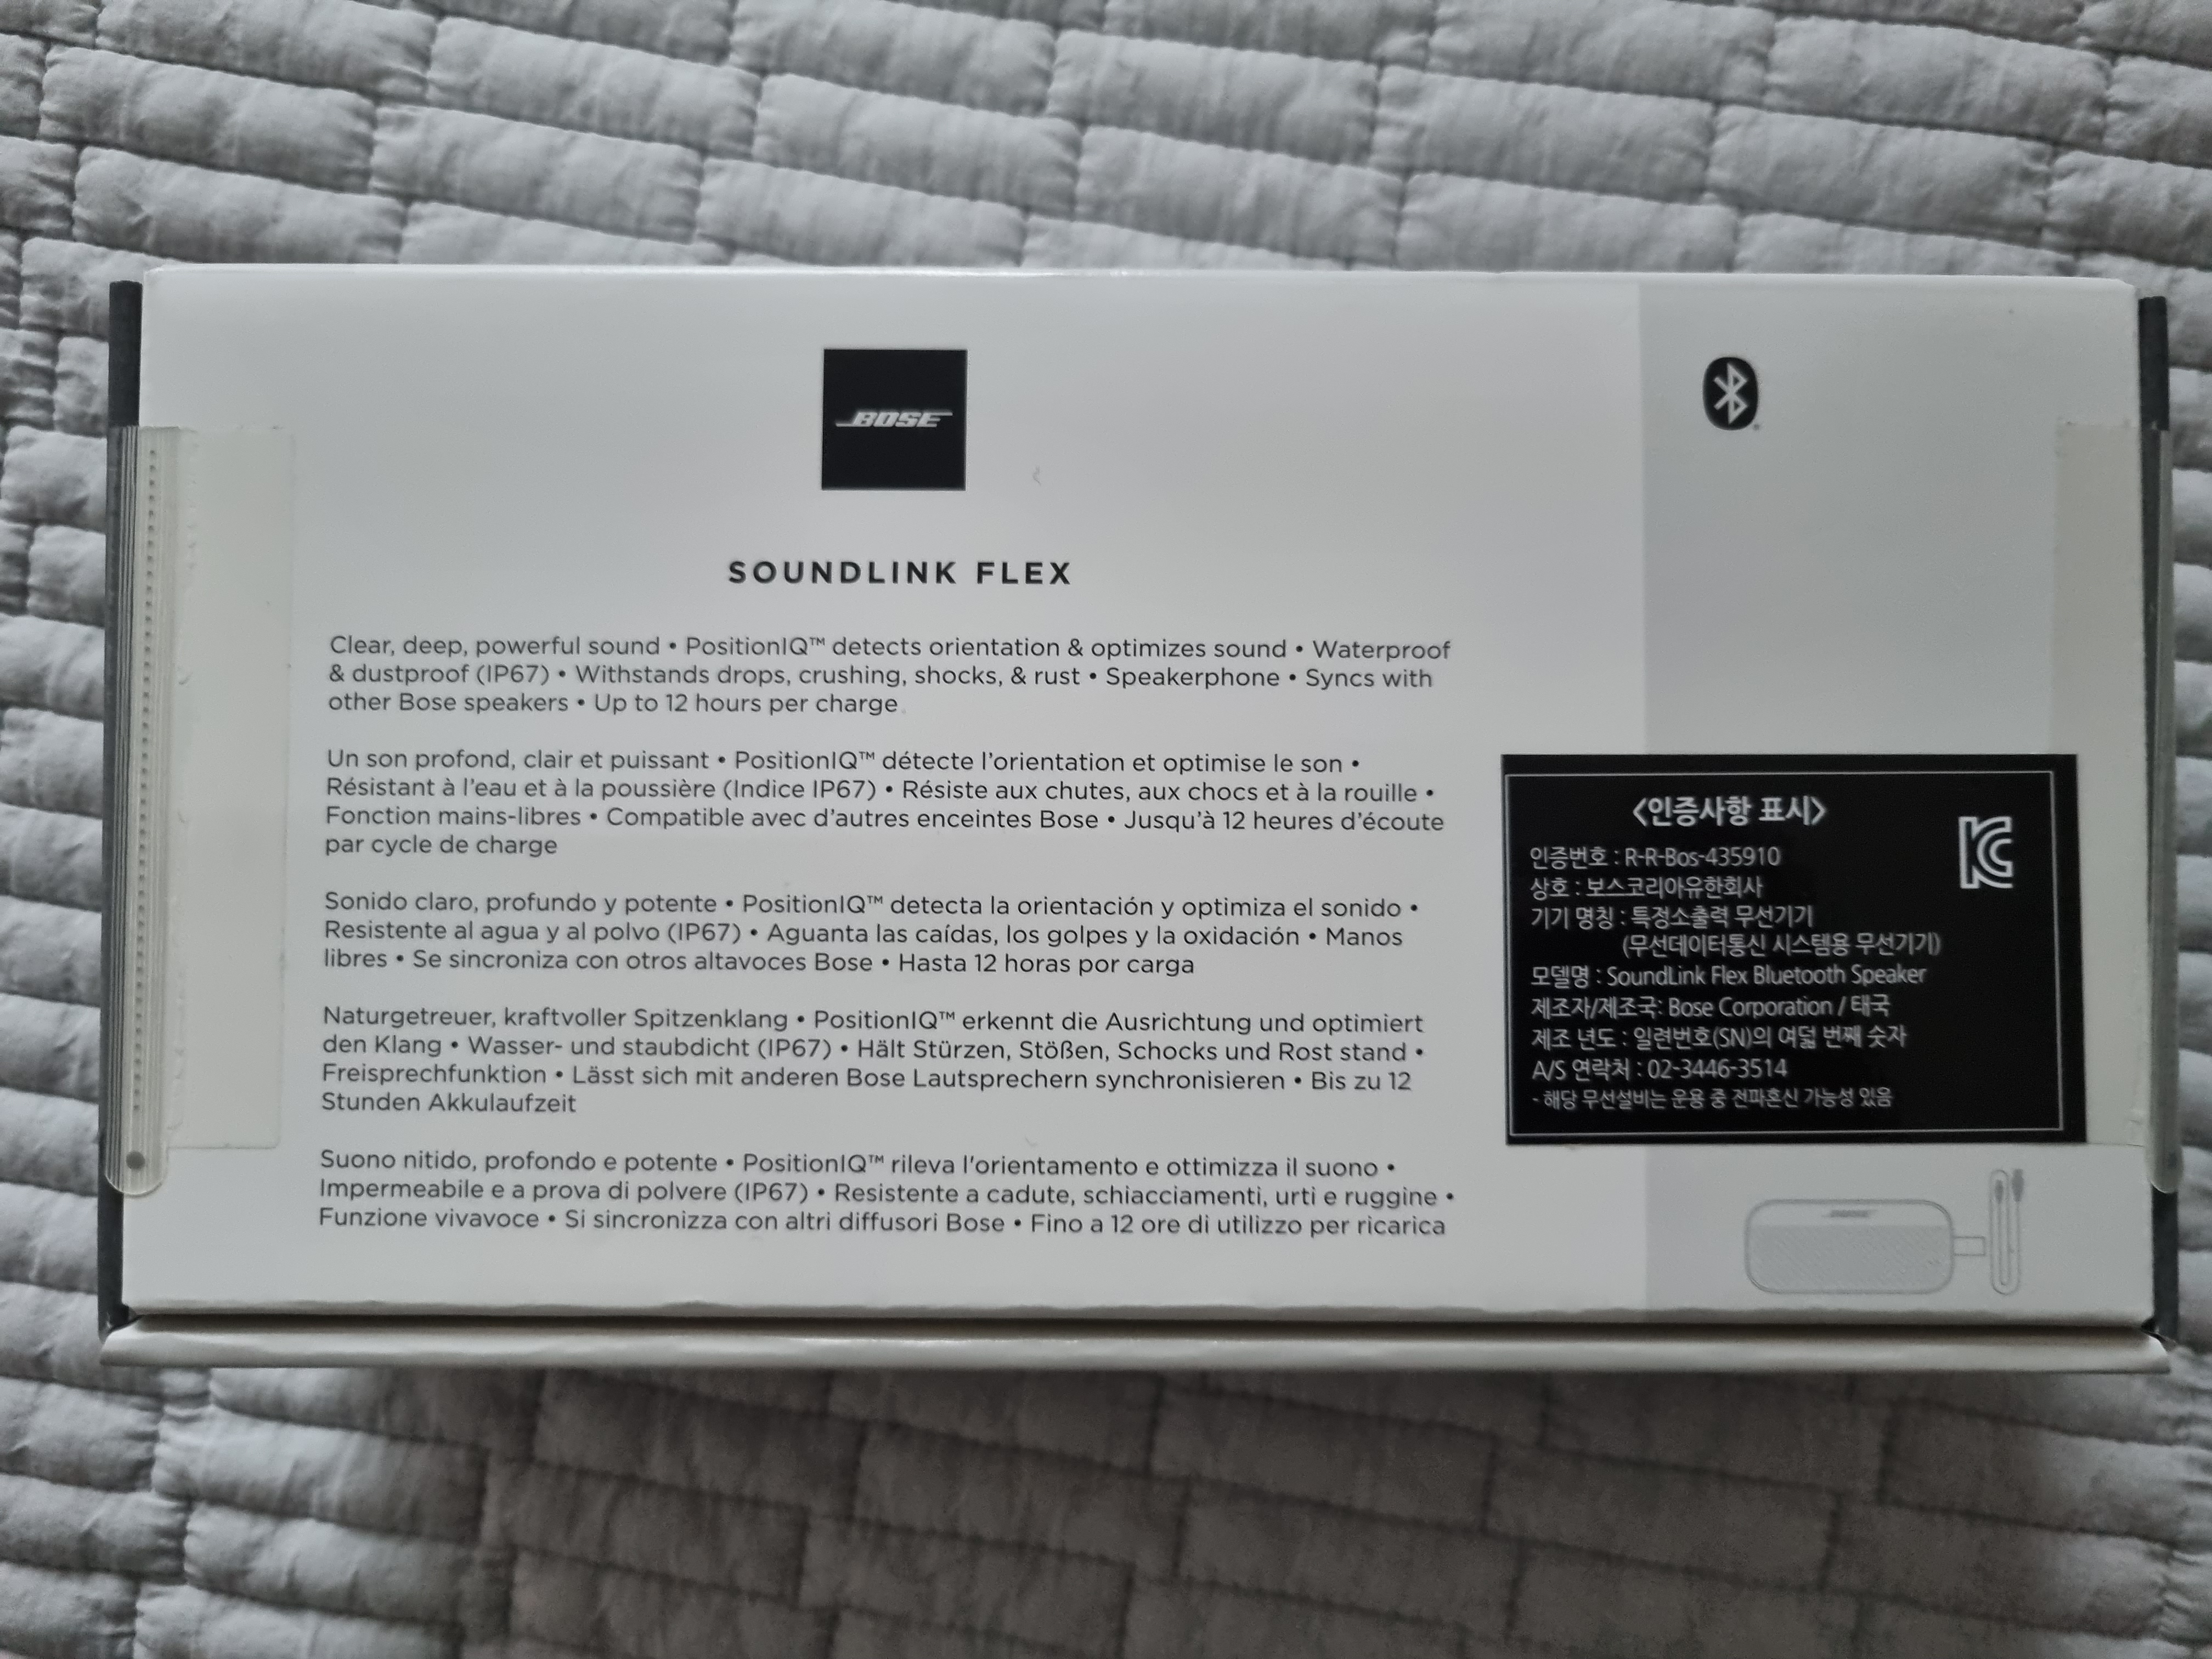 BOSE
SOUNDLINK FLEX
Clear, deep, powerful sound • PositionIQ™ detects orientation & optimizes sound • Waterproof
& dustproof (IP67) • Withstands drops, crushing, shocks, & rust • Speakerphone • Syncs with
other Bose speakers • Up to 12 hours per charge
Un son profond, clair et puissant • PositionIQ™ détecte l'orientation et optimise le son •
Résistant à l'eau et à la poussière (Indice IP67) • Résiste aux chutes, aux chocs et à la rouille •
Fonction mains-libres • Compatible avec d'autres enceintes Bose • Jusqu'à 12 heures d'écoute
par cycle de charge
Sonido claro, profundo y potente • PositionIQ™ detecta la orientación y optimiza el sonido •
Resistente al agua y al polvo (IP67) • Aguanta las caídas, los golpes y la oxidación • Manos
libres • Se sincroniza con otros altavoces Bose • Hasta 12 horas por carga
Naturgetreuer, kraftvoller Spitzenklang • PositionIQ™ erkennt die Ausrichtung und optimiert
den Klang • Wasser- und staubdicht (IP67) • Hält Stürzen, Stößen, Schocks und Rost stand •
Freisprechfunktion • Lässt sich mit anderen Bose Lautsprechern synchronisieren • Bis zu 12
Stunden Akkulaufzeit
Suono nitido, profondo e potente • PositionIQ™ rileva l'orientamento e ottimizza il suono •
Impermeabile e a prova di polvere (IP67) • Resistente a cadute, schiacciamenti, urti e ruggine •
Funzione vivavoce • Si sincronizza con altri diffusori Bose • Fino a 12 ore di utilizzo per ricarica
<인증사항 표시>
인증번호 : R-R-Bos-435910
상호 : 보스코리아유한회사
기기 명칭 : 특정소출력 무선기기
(무선데이터통신 시스템용 무선기기)
모델명 : SoundLink Flex Bluetooth Speaker
제조자/제조국: Bose Corporation / 태국
제조 년도 : 일련번호(SN)의 여덟 번째 숫자
A/S 연락처 : 02-3446-3514
- 해당 무선설비는 운용 중 전파혼신 가능성 있음
KC
BOSE